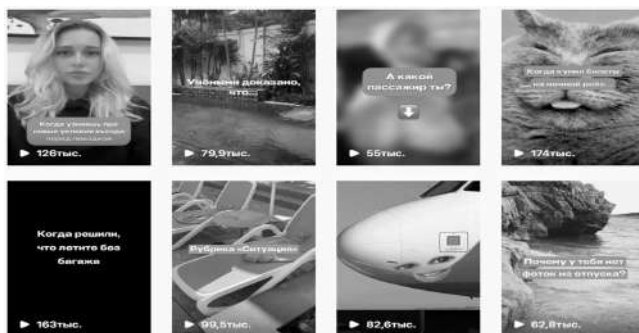 Когда узнаешь про
новые условия въезда
126тыс.
Учёными доказано,
что...
79,9тыс.
А какой
пассажир ты?
55тыс.
Когда купил билеты
на ночной рейс
174тыс.
Когда решили,
что летите без
багажа
163тыс.
Рубрика «Ситуация»
99,5тыс.
82,6тыс.
Почему у тебя нет
фоток из отпуска?
62,8тыс.